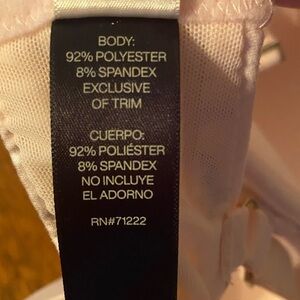 BODY:
92% POLYESTER
8% SPANDEX
EXCLUSIVE
OF TRIM
CUERPO:
92% POLIÉSTER
8% SPANDEX
NO INCLUYE
EL ADORNO
RN#71222